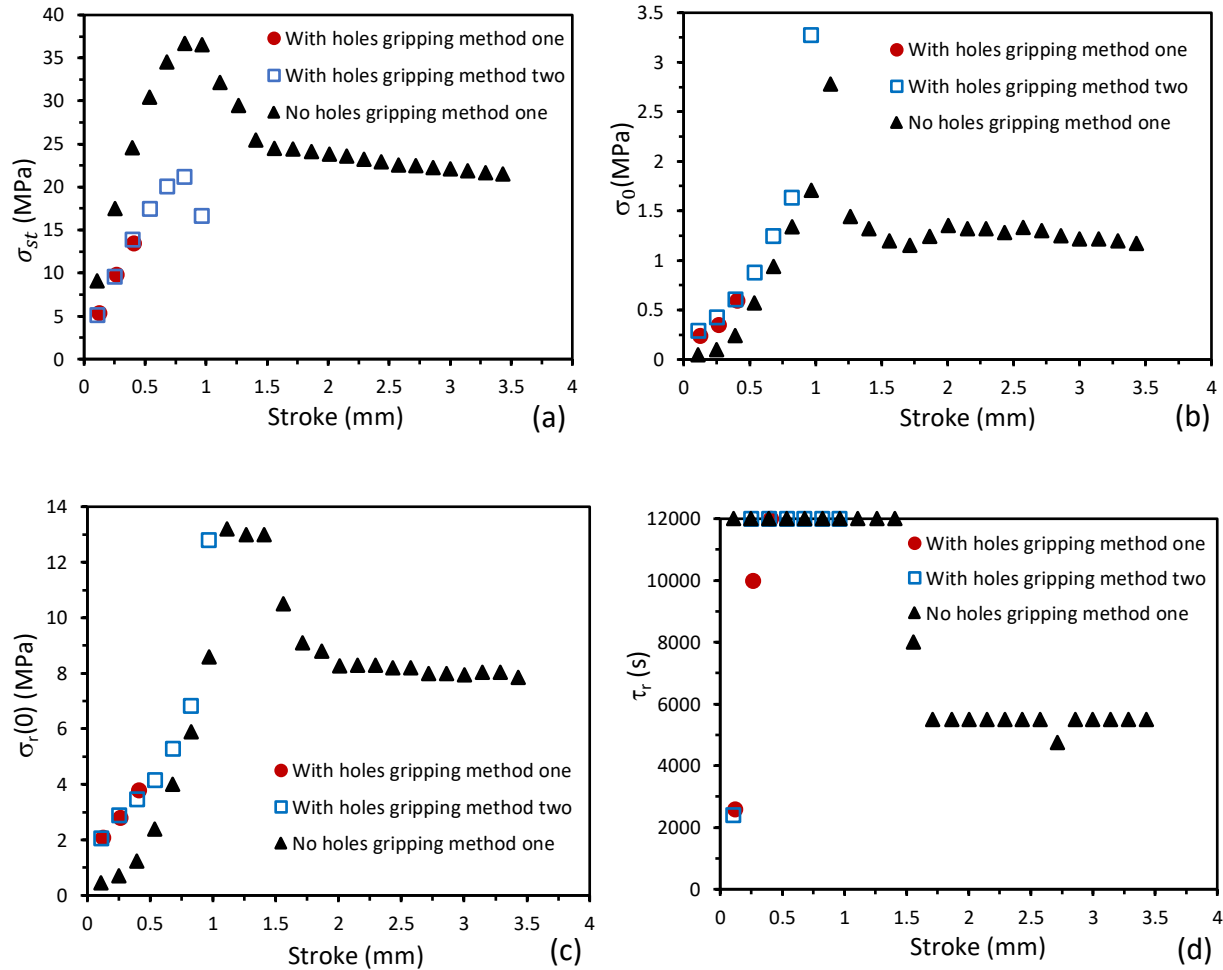 40
35
30
25
20
15
10
5
0
σst (MPa)
With holes gripping method one
With holes gripping method two
No holes gripping method one
0 0.5 1 1.5 2 2.5 3 3.5 4
Stroke (mm)
(a)
3.5
3
2.5
2
1.5
1
0.5
0
σ0(MPa)
With holes gripping method one
With holes gripping method two
No holes gripping method one
0 0.5 1 1.5 2 2.5 3 3.5 4
Stroke (mm)
(b)
14
12
10
8
6
4
2
0
σr(0) (MPa)
With holes gripping method one
With holes gripping method two
No holes gripping method one
0 0.5 1 1.5 2 2.5 3 3.5 4
Stroke (mm)
(c)
12000
10000
8000
6000
4000
2000
0
τr (s)
With holes gripping method one
With holes gripping method two
No holes gripping method one
0 0.5 1 1.5 2 2.5 3 3.5 4
Stroke (mm)
(d)